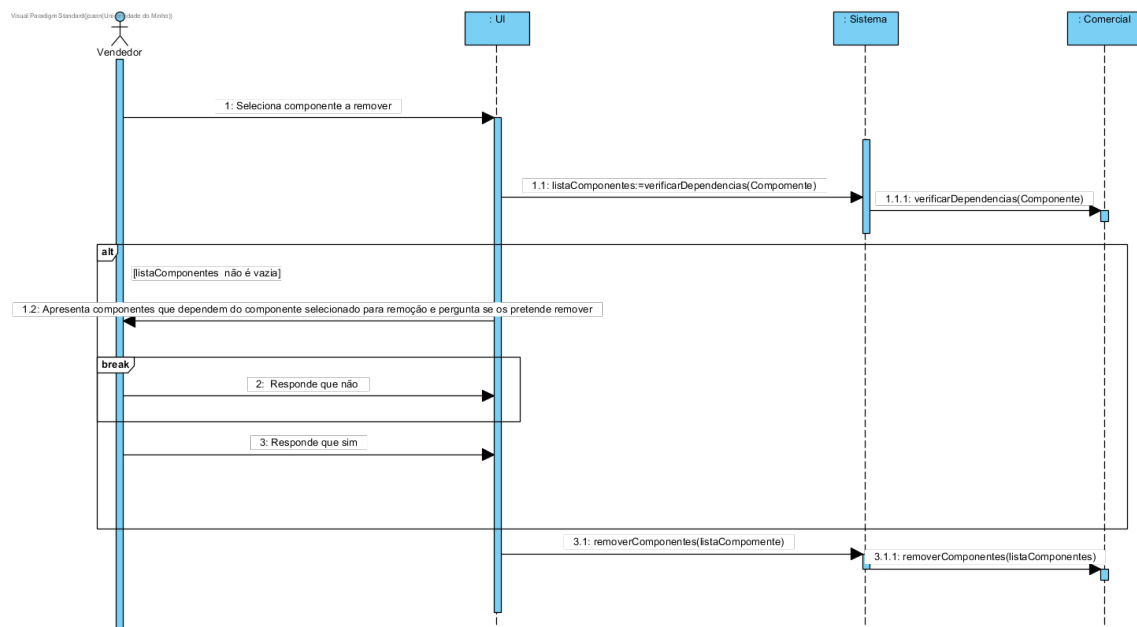 Visual Paradigm Standard(joaon(Universidade do Minho))
: UI
: Sistema
: Comercial
Vendedor
1: Seleciona componente a remover
1.1: listaComponentes:=verificarDependencias(Compomente)
1.1.1: verificarDependencias(Componente)
alt
[listaComponentes não é vazia]
1.2: Apresenta componentes que dependem do componente selecionado para remoção e pergunta se os pretende remover
break
2: Responde que não
3: Responde que sim
3.1: removerComponentes(listaCompomente)
3.1.1: removerComponentes(listaComponentes)